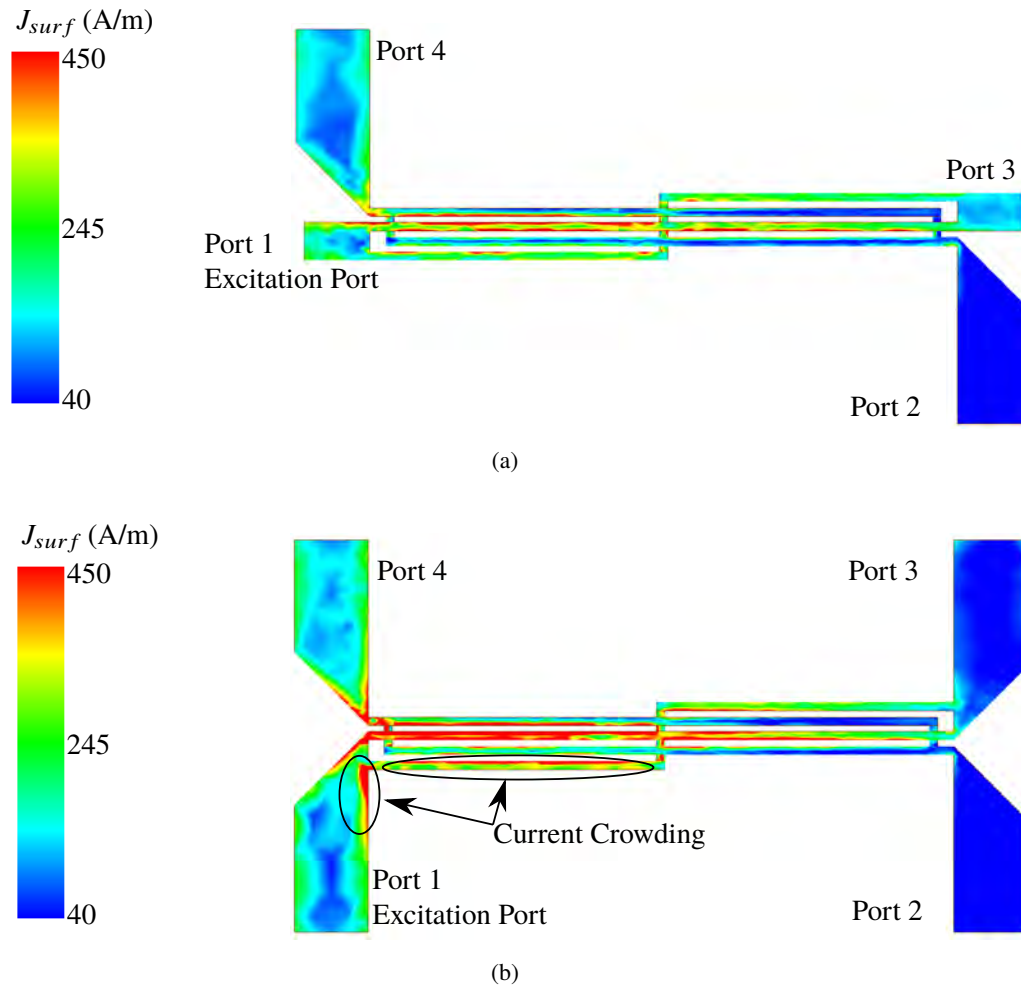 J_surf (A/m)
450
245
40
Port 4
Port 3
Port 1
Excitation Port
Port 2
(a)
J_surf (A/m)
450
245
40
Port 4
Port 3
Current Crowding
Port 1
Excitation Port
Port 2
(b)